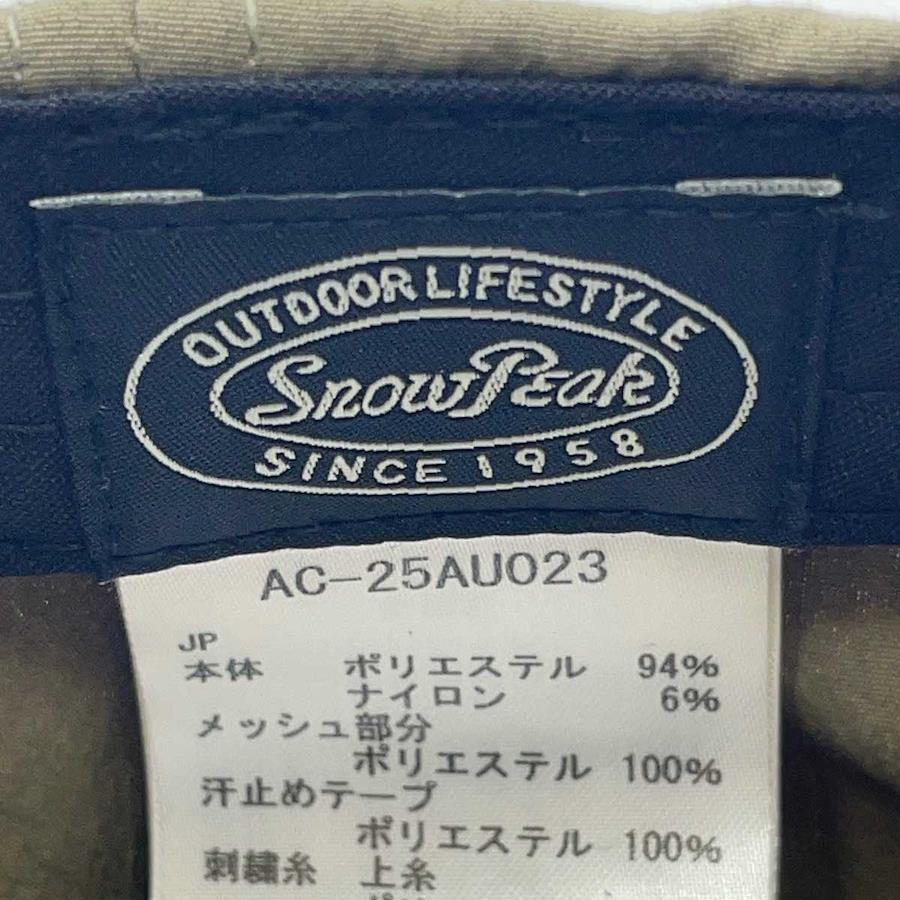 OUTDOOR LIFESTYLE
Snow Peak
SINCE 1958
AC-25AU023
JP
本体 ポリエステル 94%
ナイロン 6%
メッシュ部分
ポリエステル 100%
汗止めテープ
ポリエステル 100%
刺繍糸 上糸